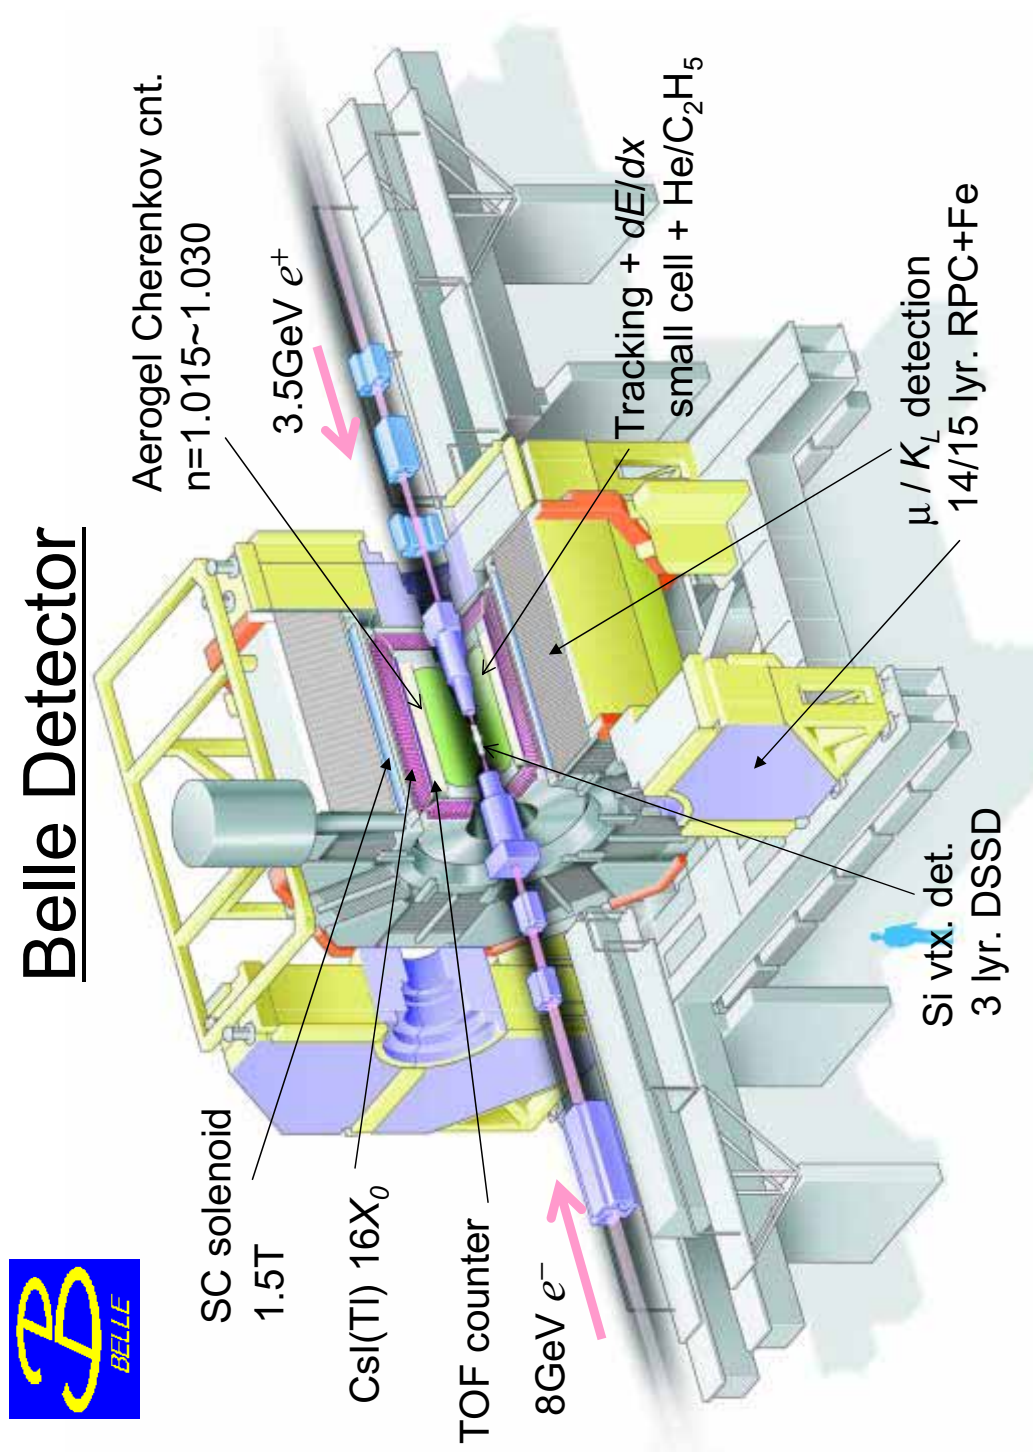 BELLE
Belle Detector
SC solenoid
1.5T
CsI(Tl) 16X₀
TOF counter
8GeV e⁻
Aerogel Cherenkov cnt.
n=1.015~1.030
3.5GeV e⁺
Tracking + dE/dx
small cell + He/C₂H₅
μ / K_L detection
14/15 lyr. RPC+Fe
Si vtx. det.
3 lyr. DSSD